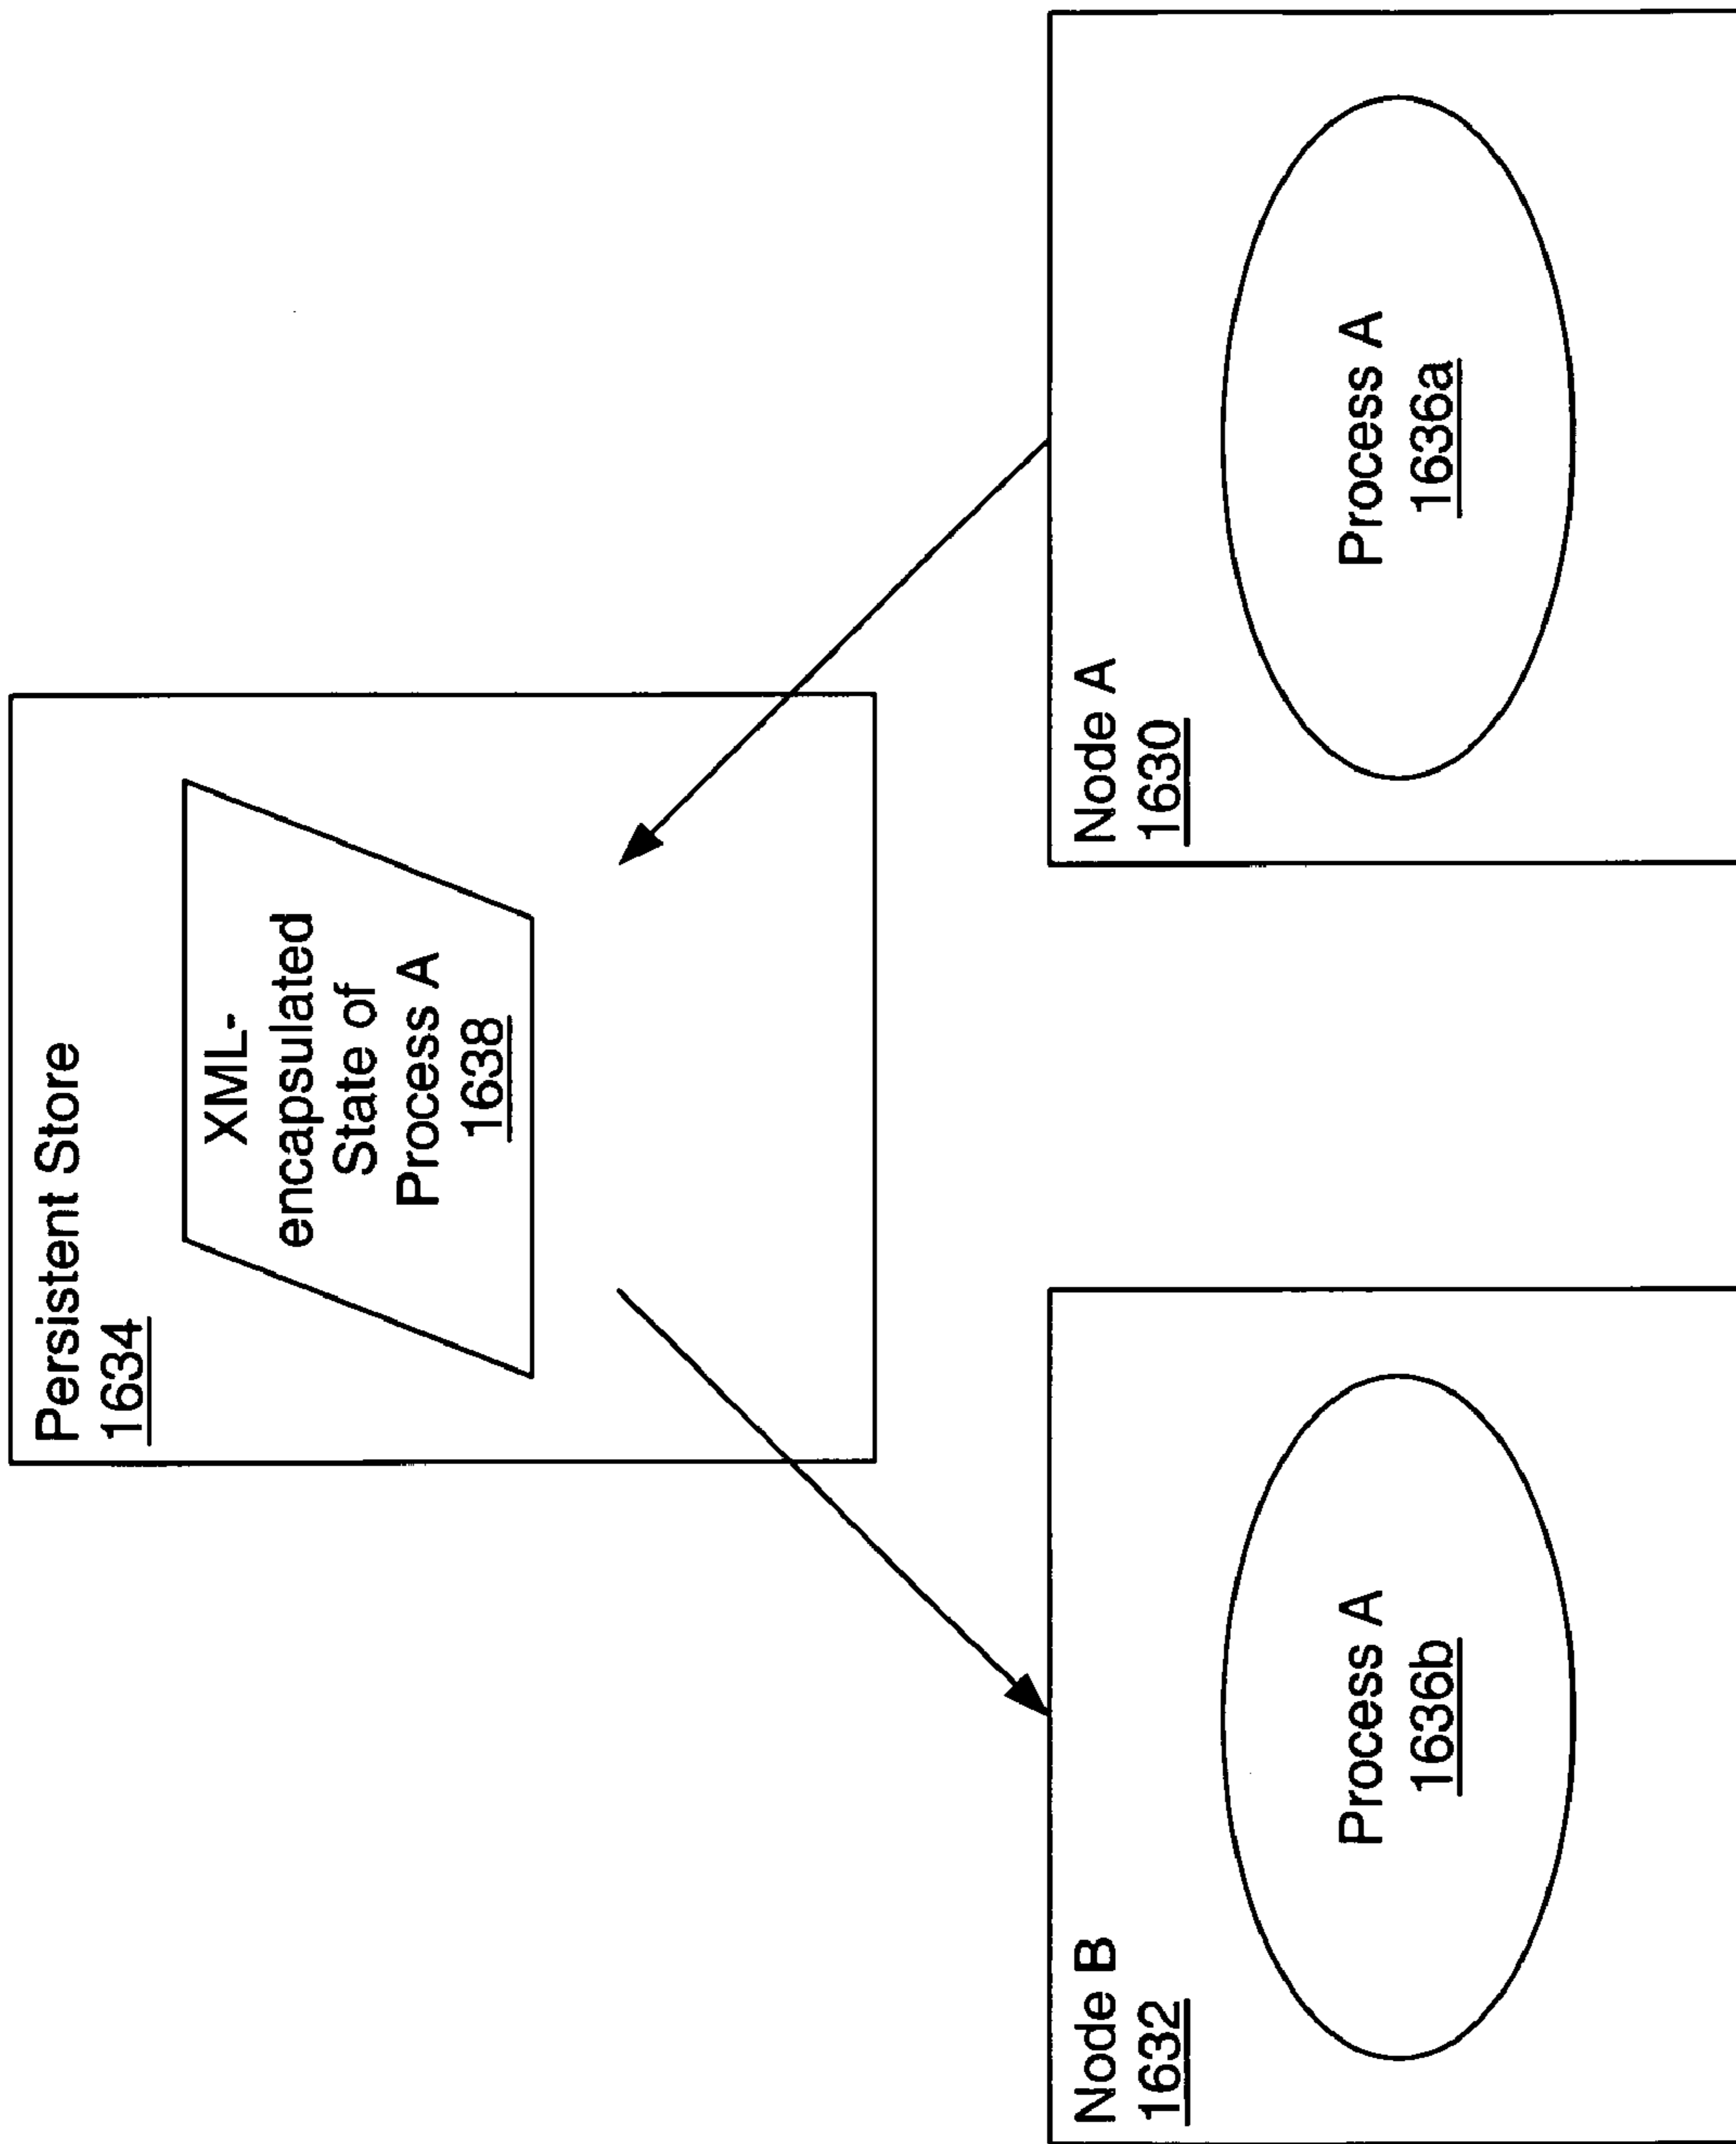 Persistent Store
1634
XML-
encapsulated
State of
Process A
1638
Node B
1632
Process A
1636b
Node A
1630
Process A
1636a